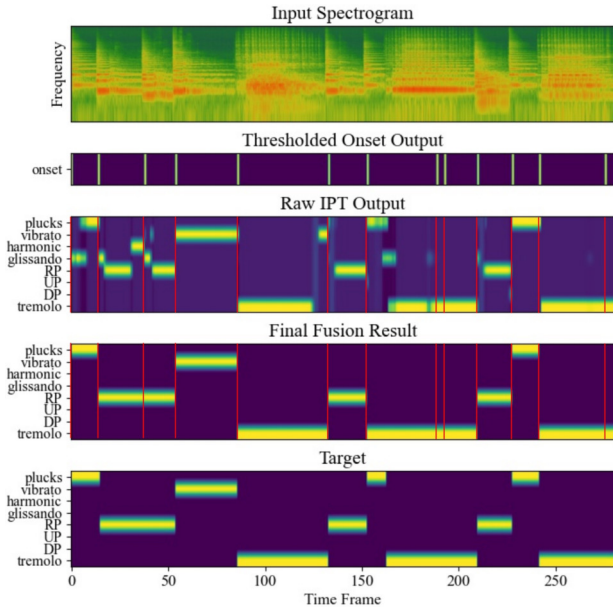 Input Spectrogram
Frequency
Thresholded Onset Output
onset
Raw IPT Output
plucks
vibrato
harmonic
glissando
RP
UP
DP
tremolo
Final Fusion Result
plucks
vibrato
harmonic
glissando
RP
UP
DP
tremolo
Target
plucks
vibrato
harmonic
glissando
RP
UP
DP
tremolo
0 50 100 150 200 250
Time Frame